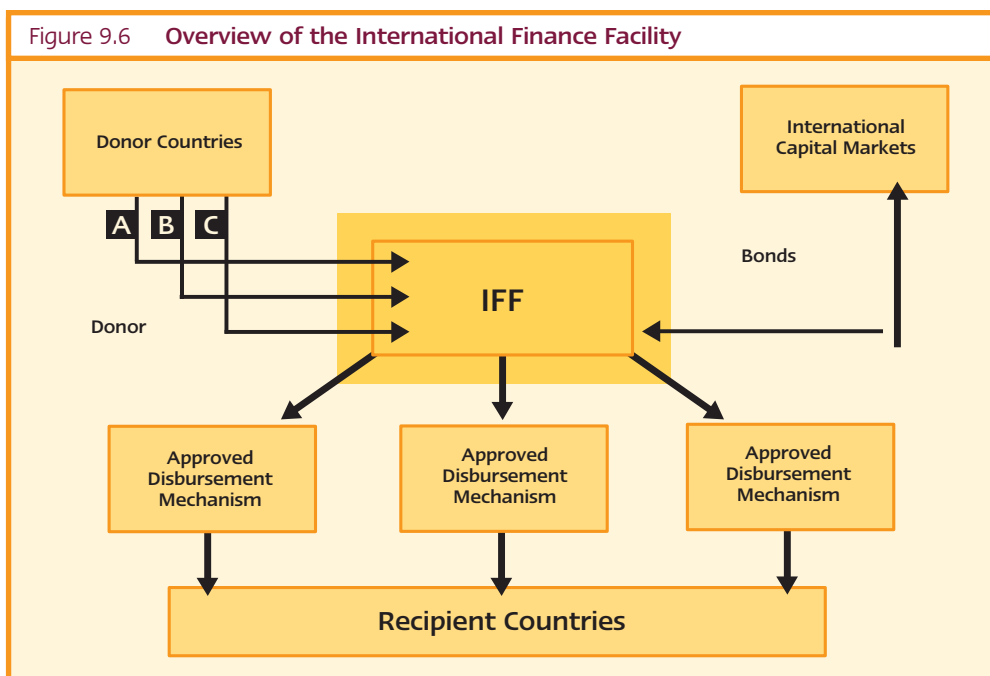 Figure 9.6 Overview of the International Finance Facility
Donor Countries
International
Capital Markets
A B C
Bonds
IFF
Donor
Approved
Disbursement
Mechanism
Approved
Disbursement
Mechanism
Approved
Disbursement
Mechanism
Recipient Countries